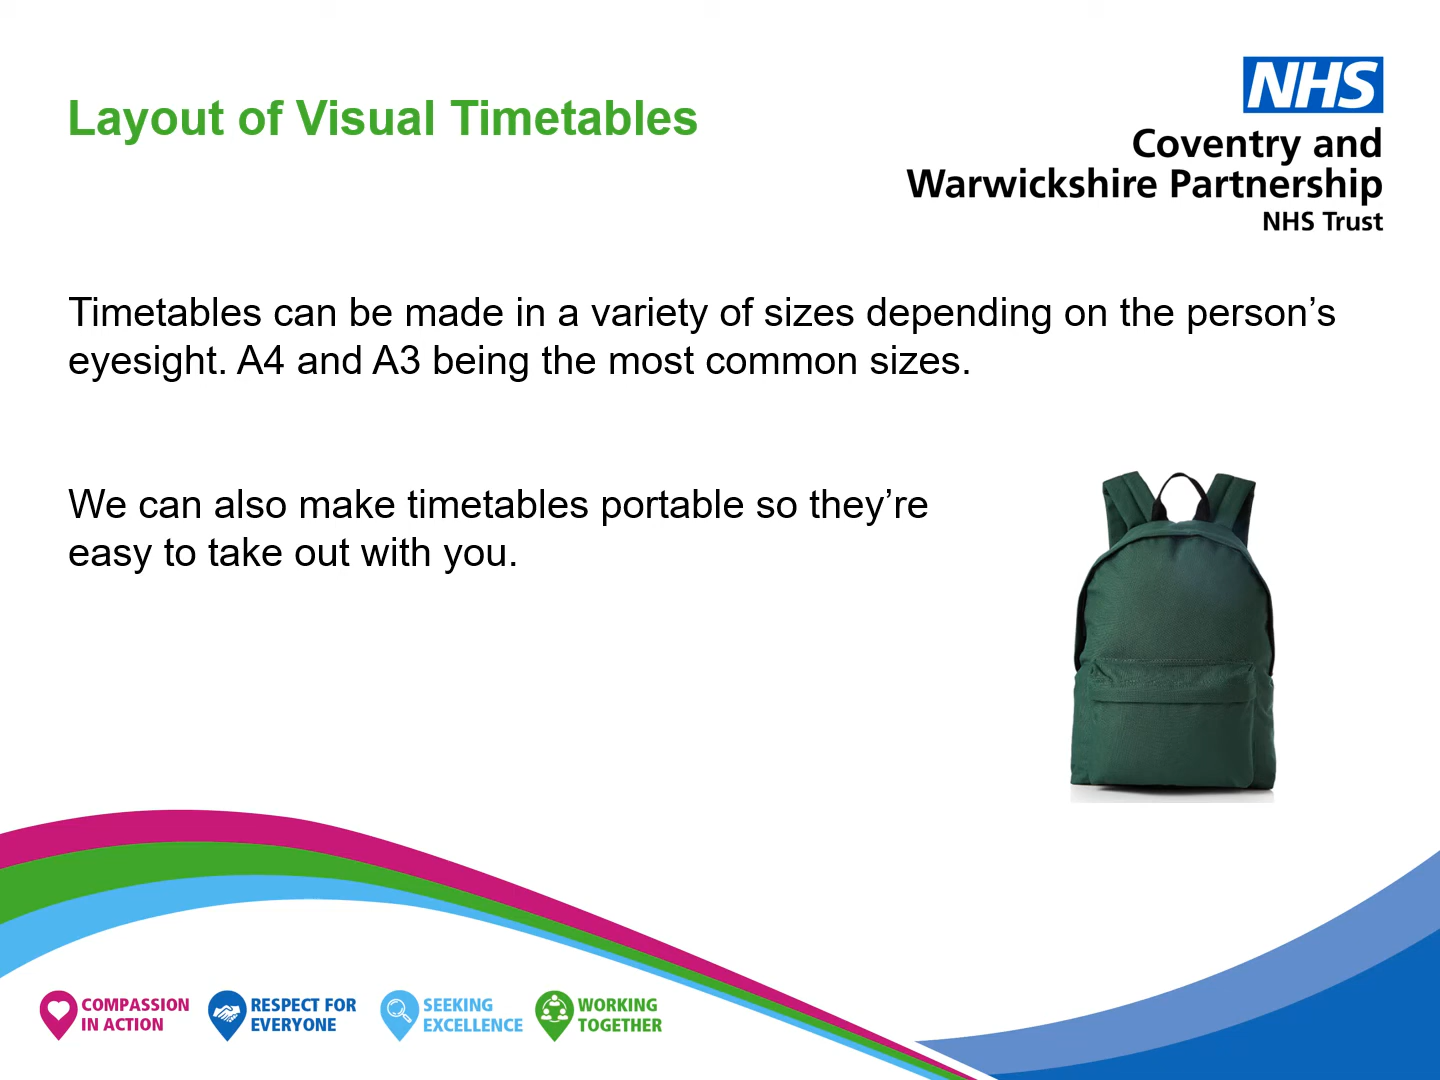 Layout of Visual Timetables
NHS
Coventry and
Warwickshire Partnership
NHS Trust
Timetables can be made in a variety of sizes depending on the person’s
eyesight. A4 and A3 being the most common sizes.
We can also make timetables portable so they’re
easy to take out with you.
COMPASSION
IN ACTION
RESPECT FOR
EVERYONE
SEEKING
EXCELLENCE
WORKING
TOGETHER